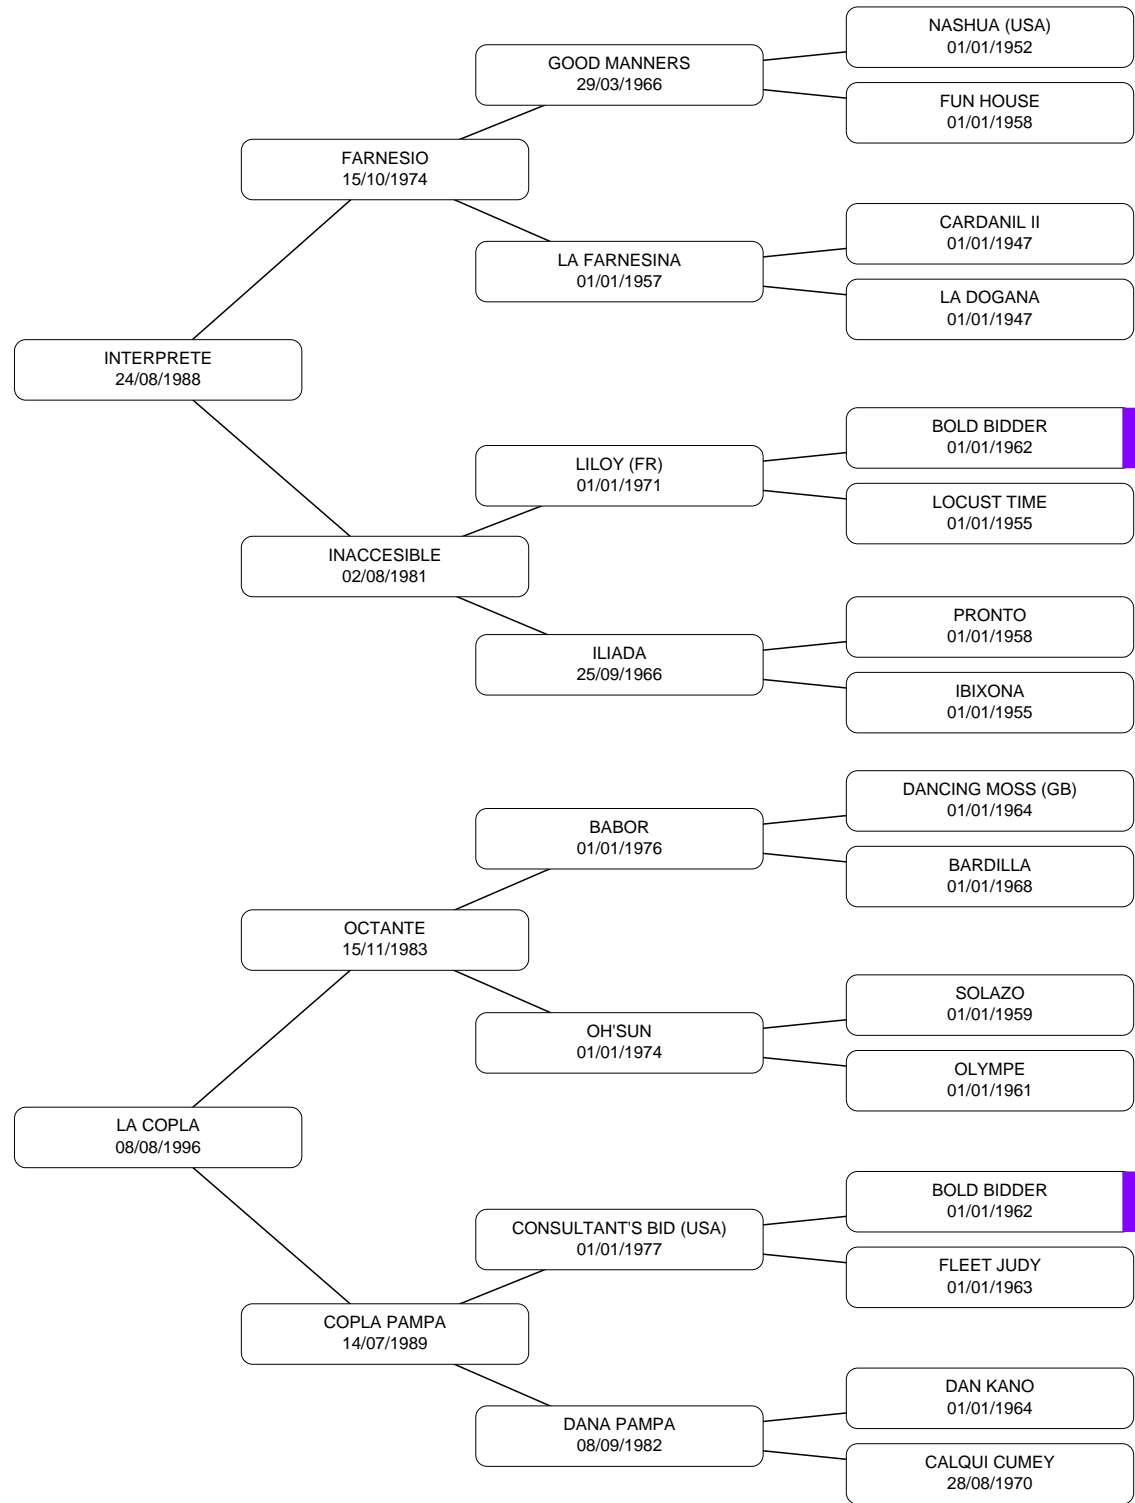 NASHUA (USA)
01/01/1952
GOOD MANNERS
29/03/1966
FUN HOUSE
01/01/1958
FARNESIO
15/10/1974
CARDANIL II
01/01/1947
LA FARNESINA
01/01/1957
LA DOGANA
01/01/1947
INTERPRETE
24/08/1988
BOLD BIDDER
01/01/1962
LILOY (FR)
01/01/1971
LOCUST TIME
01/01/1955
INACCESIBLE
02/08/1981
PRONTO
01/01/1958
ILIADA
25/09/1966
IBIXONA
01/01/1955
DANCING MOSS (GB)
01/01/1964
BABOR
01/01/1976
BARDILLA
01/01/1968
OCTANTE
15/11/1983
SOLAZO
01/01/1959
OH'SUN
01/01/1974
OLYMPE
01/01/1961
LA COPLA
08/08/1996
BOLD BIDDER
01/01/1962
CONSULTANT'S BID (USA)
01/01/1977
FLEET JUDY
01/01/1963
COPLA PAMPA
14/07/1989
DAN KANO
01/01/1964
DANA PAMPA
08/09/1982
CALQUI CUMEY
28/08/1970